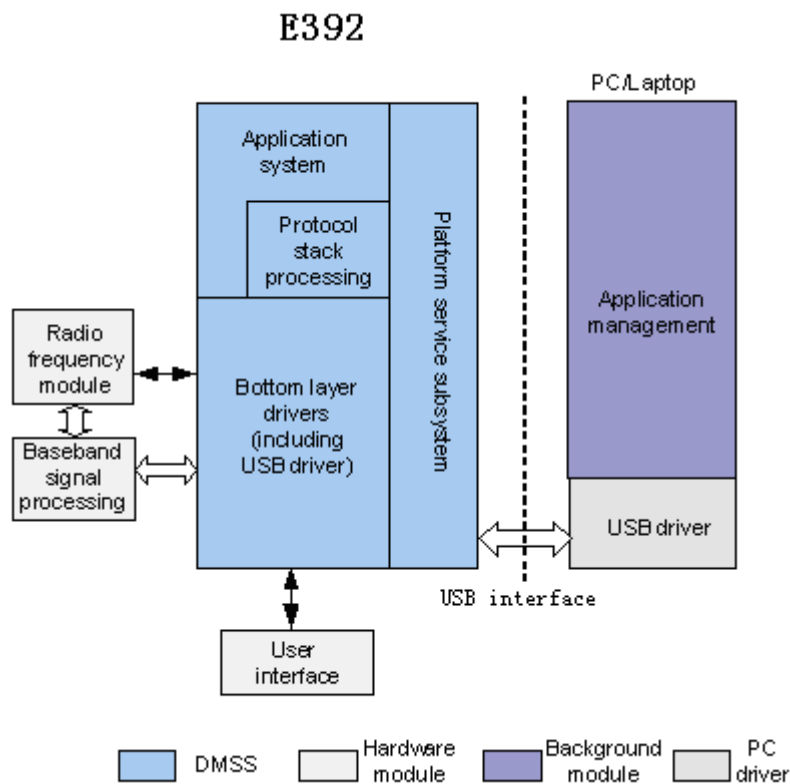 E392
PC/Laptop
Application
system
Protocol
stack
processing
Platform service subsystem
Application
management
Radio
frequency
module
Bottom layer
drivers
(including
USB driver)
Baseband
signal
processing
USB driver
USB interface
User
interface
DMSS
Hardware
module
Background
module
PC
driver